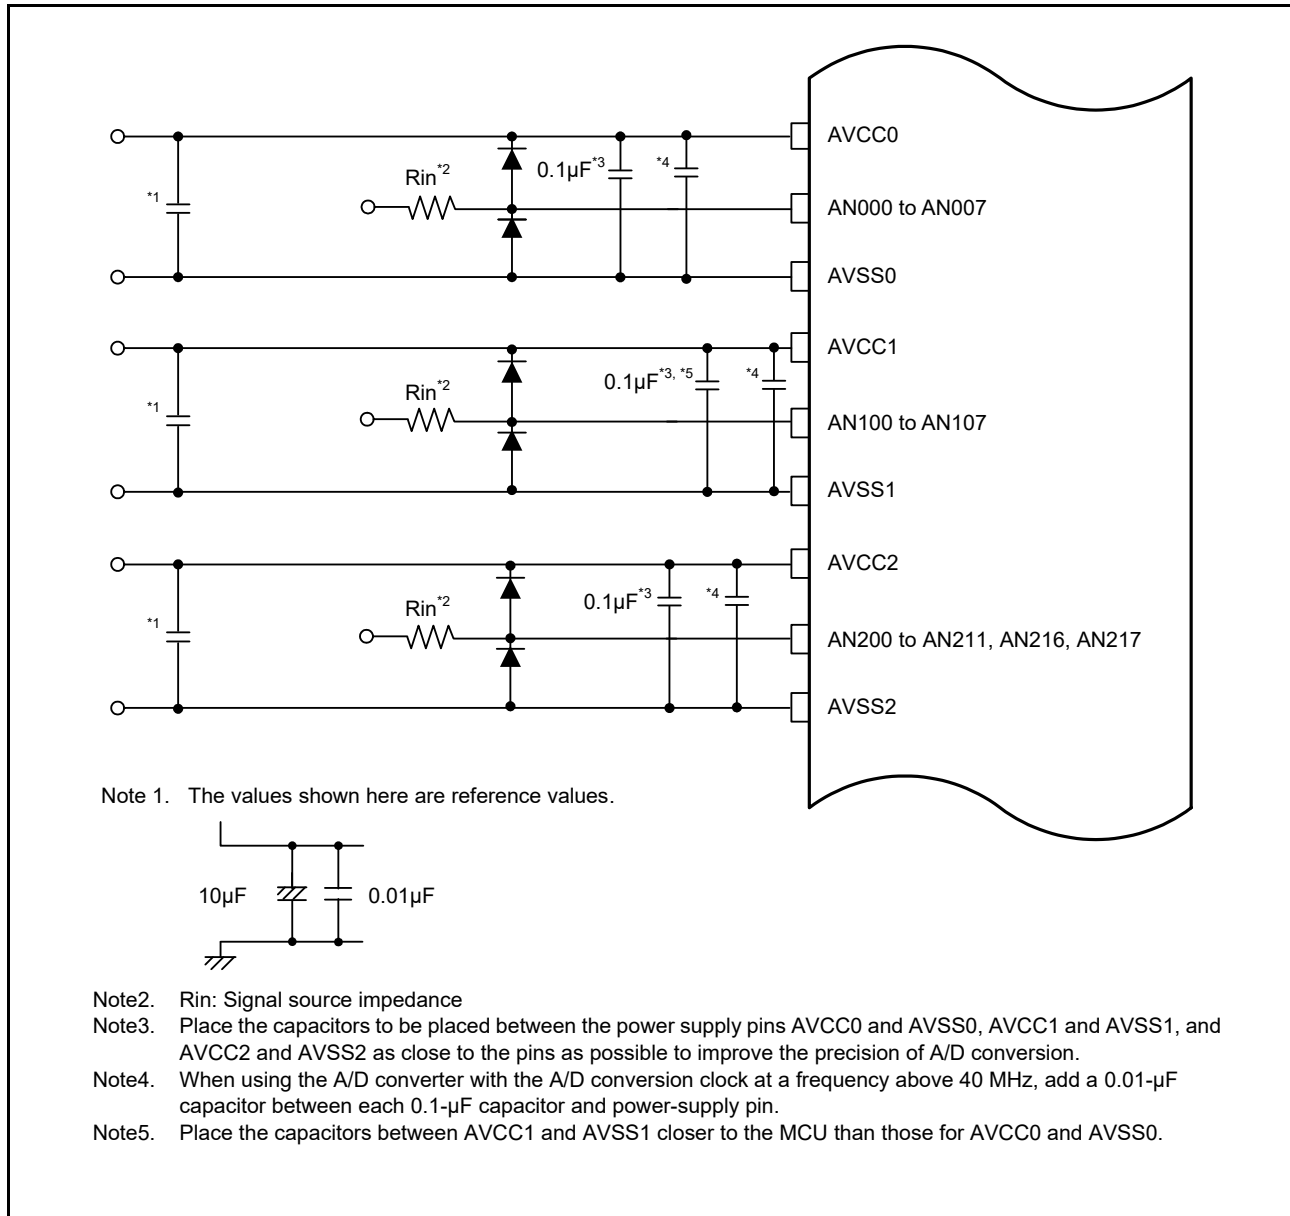 AVCC0
0.1µF*3
*4
Rin*2
*1
AN000 to AN007
AVSS0
AVCC1
0.1µF*3, *5
*4
Rin*2
*1
AN100 to AN107
AVSS1
AVCC2
0.1µF*3
*4
Rin*2
*1
AN200 to AN211, AN216, AN217
AVSS2
Note 1. The values shown here are reference values.
10µF
0.01µF
Note2. Rin: Signal source impedance
Note3. Place the capacitors to be placed between the power supply pins AVCC0 and AVSS0, AVCC1 and AVSS1, and
AVCC2 and AVSS2 as close to the pins as possible to improve the precision of A/D conversion.
Note4. When using the A/D converter with the A/D conversion clock at a frequency above 40 MHz, add a 0.01-µF
capacitor between each 0.1-µF capacitor and power-supply pin.
Note5. Place the capacitors between AVCC1 and AVSS1 closer to the MCU than those for AVCC0 and AVSS0.